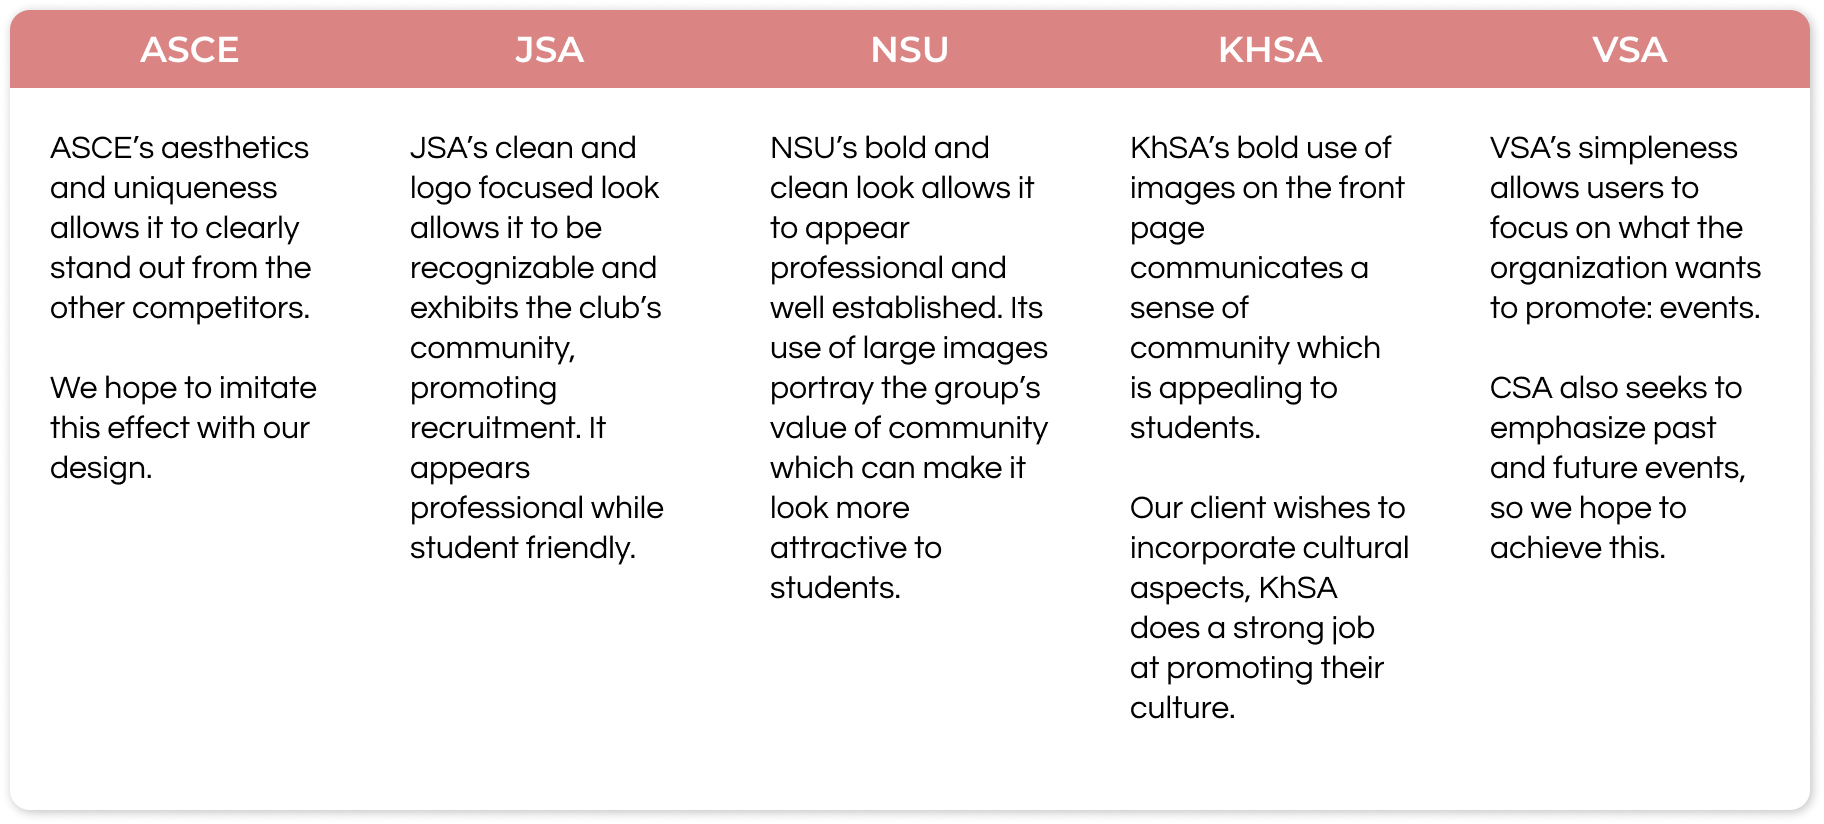 ASCE
JSA
NSU
KHSA
VSA
ASCE’s aesthetics
and uniqueness
allows it to clearly
stand out from the
other competitors.
We hope to imitate
this effect with our
design.
JSA’s clean and
logo focused look
allows it to be
recognizable and
exhibits the club’s
community,
promoting
recruitment. It
appears
professional while
student friendly.
NSU’s bold and
clean look allows it
to appear
professional and
well established. Its
use of large images
portray the group’s
value of community
which can make it
look more
attractive to
students.
KhSA’s bold use of
images on the front
page
communicates a
sense of
community which
is appealing to
students.
Our client wishes to
incorporate cultural
aspects, KhSA
does a strong job
at promoting their
culture.
VSA’s simpleness
allows users to
focus on what the
organization wants
to promote: events.
CSA also seeks to
emphasize past
and future events,
so we hope to
achieve this.